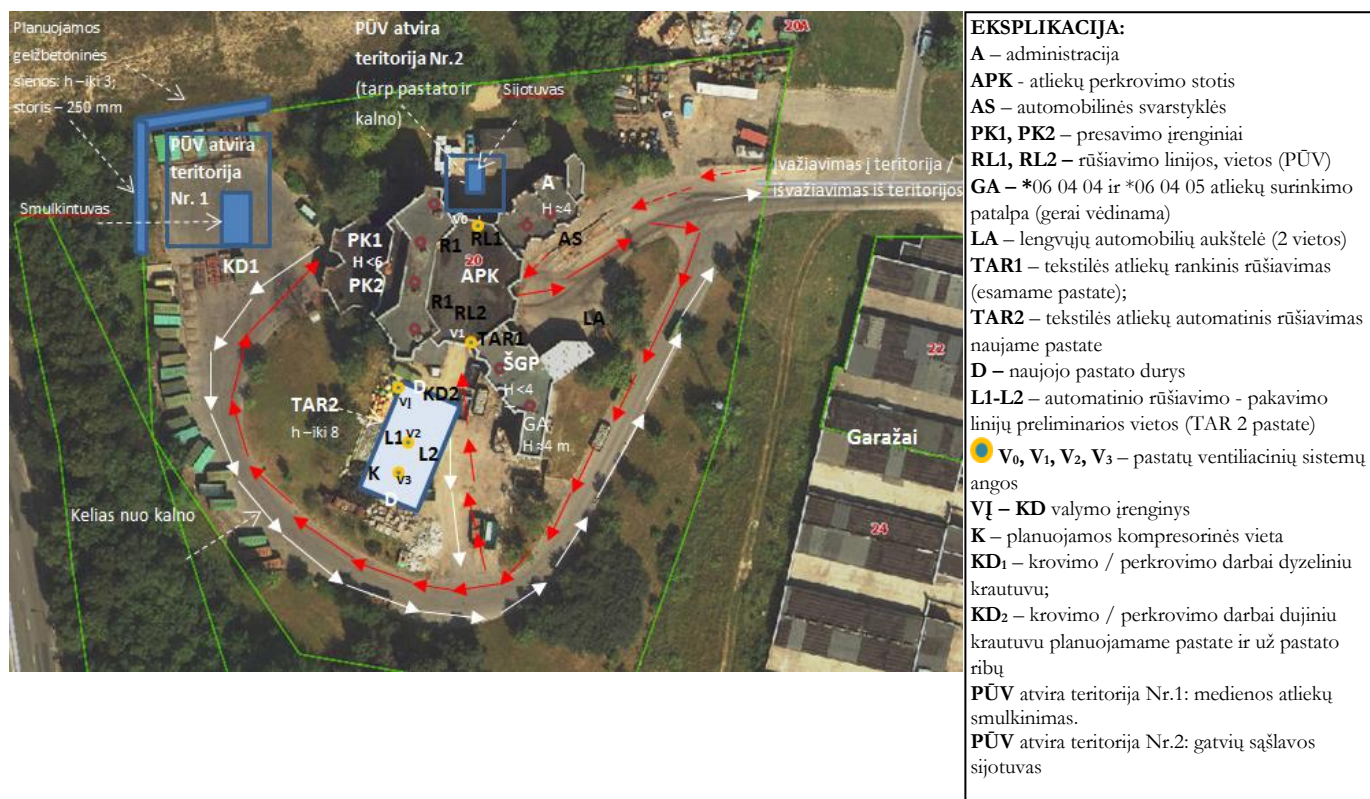 Planuojamos
gelžbetoninės
sienos: h – iki 3;
storis – 250 mm
PŪV atvira
teritorija Nr.2
(tarp pastato ir
kalno)
Sijotuvas
20A
PŪV atvira
teritorija
Nr. 1
Smulkintuvas
KD1
Įvažiavimas į teritorija /
išvažiavimas iš teritorijos
A
H ≈4
V0
RL1
R1
AS
PK1
H <6
PK2
20
APK
R1
RL2
V1
TAR1
LA
ŠGP
H <4
GA
H ≈4 m
TAR2
h – iki 8
D
VĮ
KD2
L1
V2
L2
K
V3
D
Kelias nuo kalno
Garažai
22
24
EKSPLIKACIJA:
A – administracija
APK - atliekų perkrovimo stotis
AS – automobilinės svarstyklės
PK1, PK2 – presavimo įrenginiai
RL1, RL2 – rūšiavimo linijos, vietos (PŪV)
GA – *06 04 04 ir *06 04 05 atliekų surinkimo
patalpa (gerai vėdinama)
LA – lengvųjų automobilių aukštelė (2 vietos)
TAR1 – tekstilės atliekų rankinis rūšiavimas
(esamame pastate);
TAR2 – tekstilės atliekų automatinis rūšiavimas
naujame pastate
D – naujojo pastato durys
L1-L2 – automatinio rūšiavimo - pakavimo
linijų preliminarios vietos (TAR 2 pastate)
V₀, V₁, V₂, V₃ – pastatų ventiliacinių sistemų
angos
VĮ – KD valymo įrenginys
K – planuojamos kompresorinės vieta
KD₁ – krovimo / perkrovimo darbai dyzeliniu
krautuvu;
KD₂ – krovimo / perkrovimo darbai dujiniu
krautuvu planuojamame pastate ir už pastato
ribų
PŪV atvira teritorija Nr.1: medienos atliekų
smulkinimas.
PŪV atvira teritorija Nr.2: gatvių sąšlavos
sijotuvas